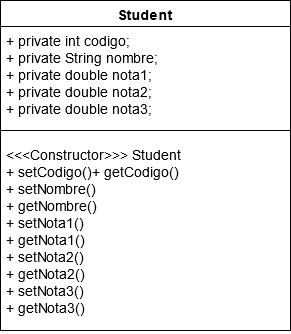 Student
+ private int codigo;
+ private String nombre;
+ private double nota1;
+ private double nota2;
+ private double nota3;
<<<Constructor>>> Student
+ setCodigo()+ getCodigo()
+ setNombre()
+ getNombre()
+ setNota1()
+ getNota1()
+ setNota2()
+ getNota2()
+ setNota3()
+ getNota3()